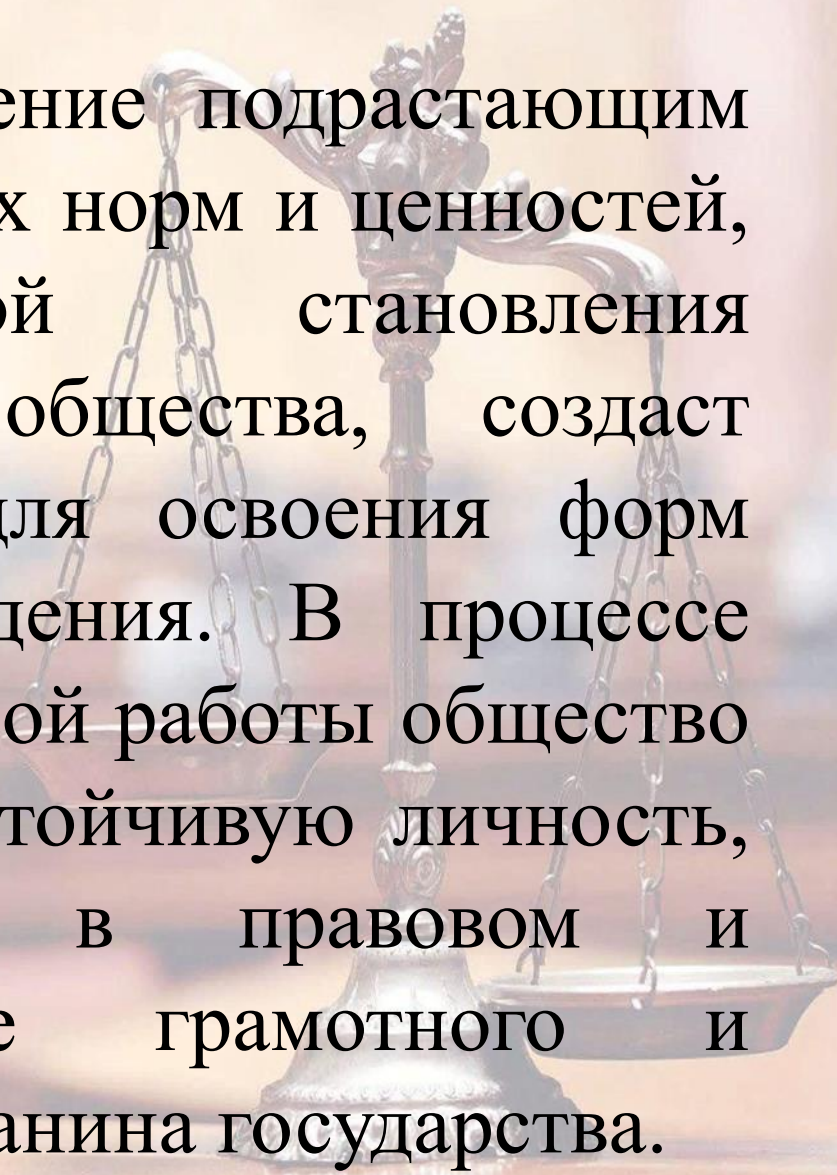 ение подрастающим
х норм и ценностей,
ой становления
общества, создаст
для освоения форм
дения. В процессе
ой работы общество
тойчивую личность,
в правовом и
е грамотного и
анина государства.